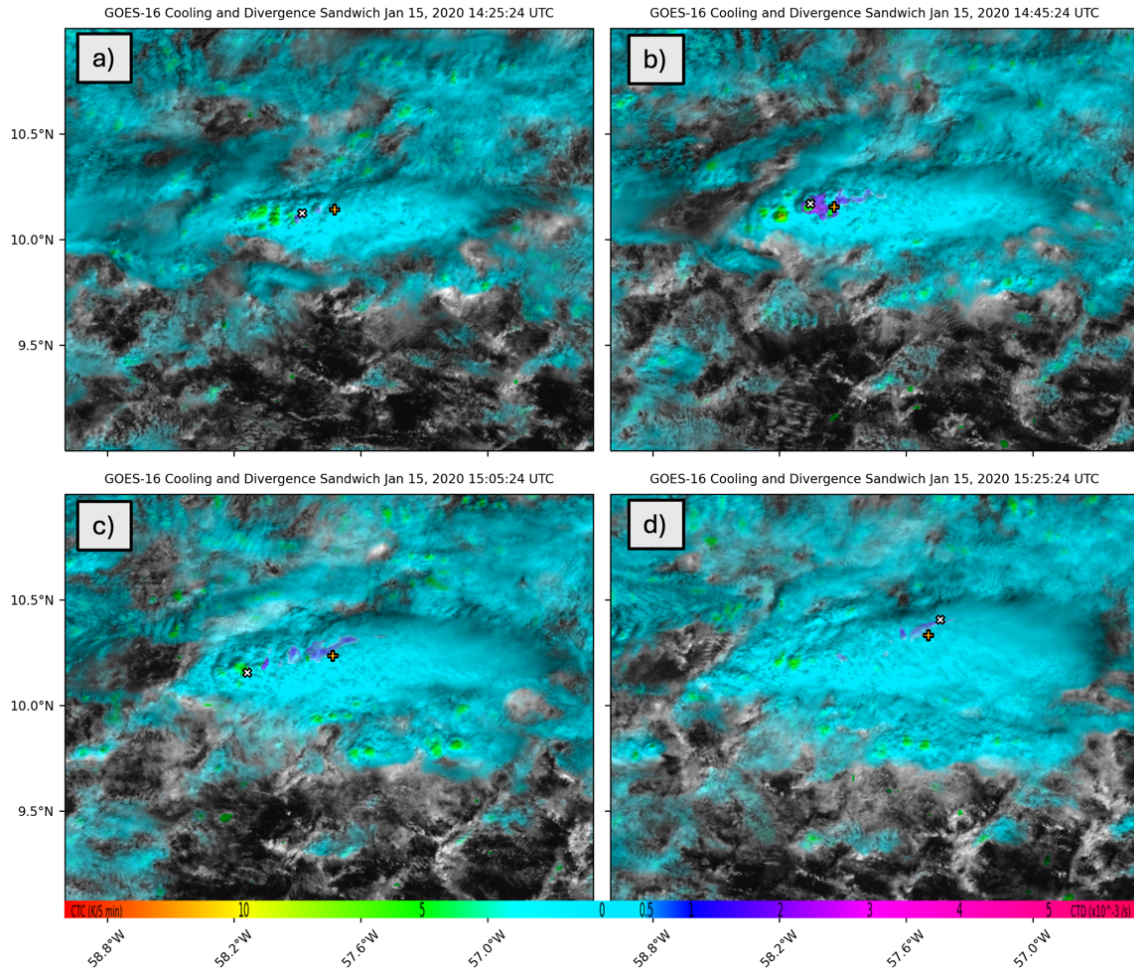 GOES-16 Cooling and Divergence Sandwich Jan 15, 2020 14:25:24 UTC
GOES-16 Cooling and Divergence Sandwich Jan 15, 2020 14:45:24 UTC
a)
b)
10.5°N
10.0°N
9.5°N
GOES-16 Cooling and Divergence Sandwich Jan 15, 2020 15:05:24 UTC
GOES-16 Cooling and Divergence Sandwich Jan 15, 2020 15:25:24 UTC
c)
d)
10.5°N
10.0°N
9.5°N
CTC (K/5 min) 10 5 0 0.5 1 2 3 4 5 CTD (x10^-3 /s)
58.8°W 58.2°W 57.6°W 57.0°W 58.8°W 58.2°W 57.6°W 57.0°W